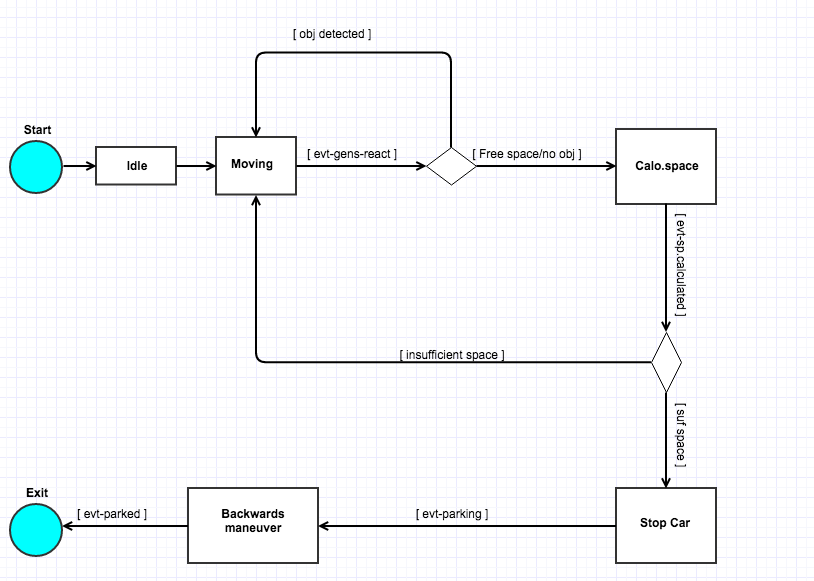 [ obj detected ]
Start
Idle
Moving
[ evt-gens-react ]
[ Free space/no obj ]
Calo.space
[ evt-sp.calculated ]
[ insufficient space ]
[ suf space ]
Exit
[ evt-parked ]
Backwards
maneuver
[ evt-parking ]
Stop Car